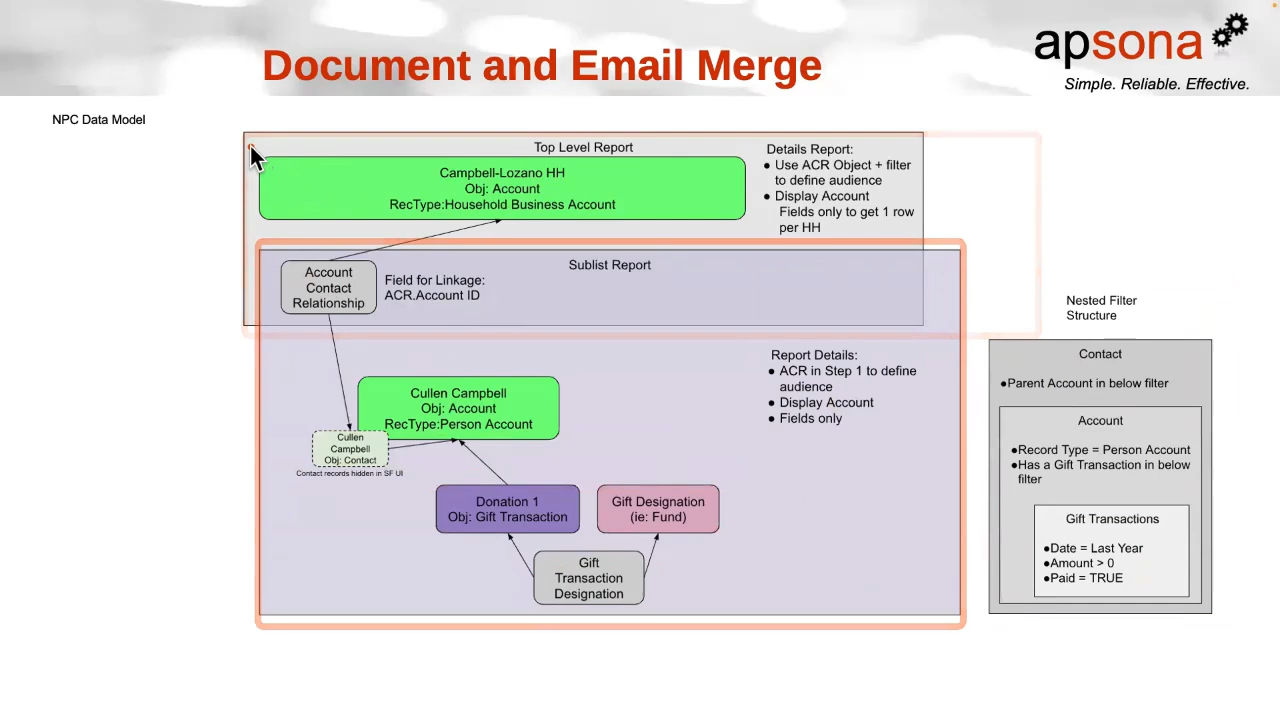 Document and Email Merge
apsona
Simple. Reliable. Effective.
NPC Data Model
Top Level Report
Campbell-Lozano HH
Obj: Account
RecType:Household Business Account
Details Report:
● Use ACR Object + filter
to define audience
● Display Account
Fields only to get 1 row
per HH
Sublist Report
Account
Contact
Relationship
Field for Linkage:
ACR.Account ID
Report Details:
● ACR in Step 1 to define
audience
● Display Account
● Fields only
Cullen Campbell
Obj: Account
RecType:Person Account
Cullen
Campbell
Obj: Contact
Contact records hidden in SF UI
Donation 1
Obj: Gift Transaction
Gift Designation
(ie: Fund)
Gift
Transaction
Designation
Nested Filter
Structure
Contact
●Parent Account in below filter
Account
●Record Type = Person Account
●Has a Gift Transaction in below
filter
Gift Transactions
●Date = Last Year
●Amount > 0
●Paid = TRUE